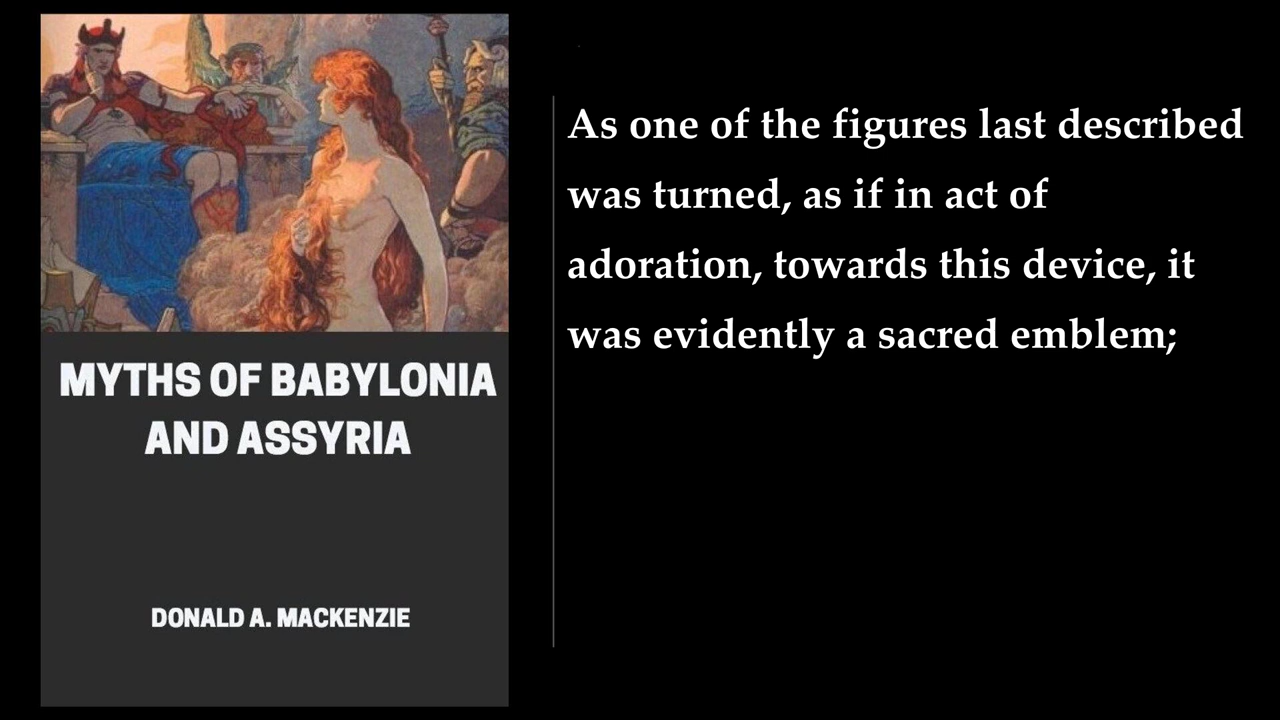 MYTHS OF BABYLONIA
AND ASSYRIA
DONALD A. MACKENZIE
As one of the figures last described
was turned, as if in act of
adoration, towards this device, it
was evidently a sacred emblem;